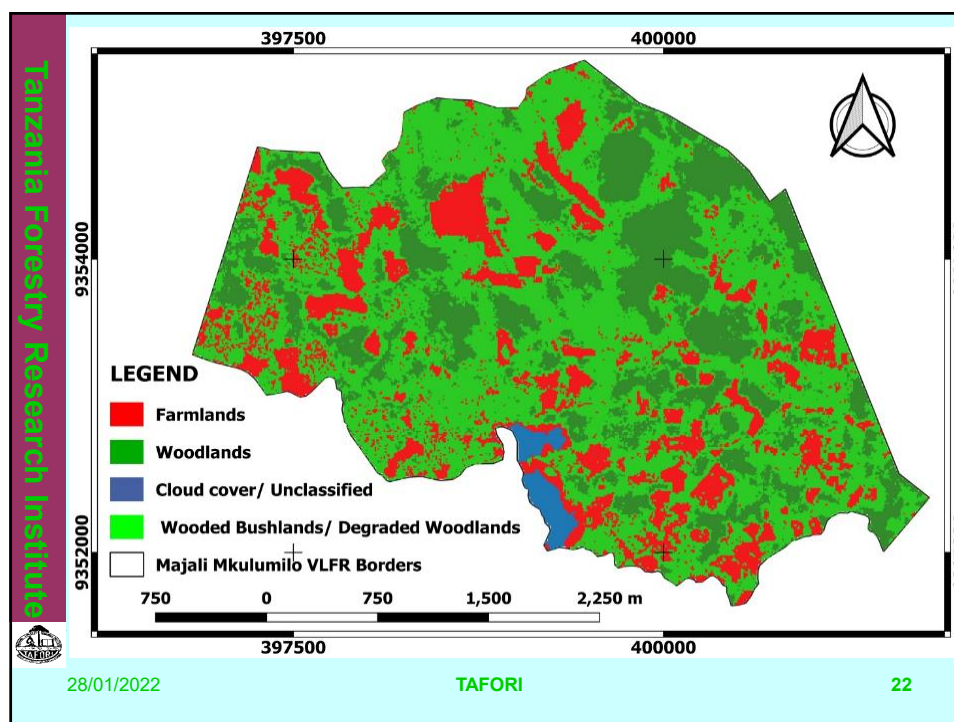 Tanzania Forestry Research Institute
TAFORI
397500 400000
9354000
9352000
LEGEND
Farmlands
Woodlands
Cloud cover/ Unclassified
Wooded Bushlands/ Degraded Woodlands
Majali Mkulumilo VLFR Borders
750 0 750 1,500 2,250 m
397500 400000
28/01/2022 TAFORI 22